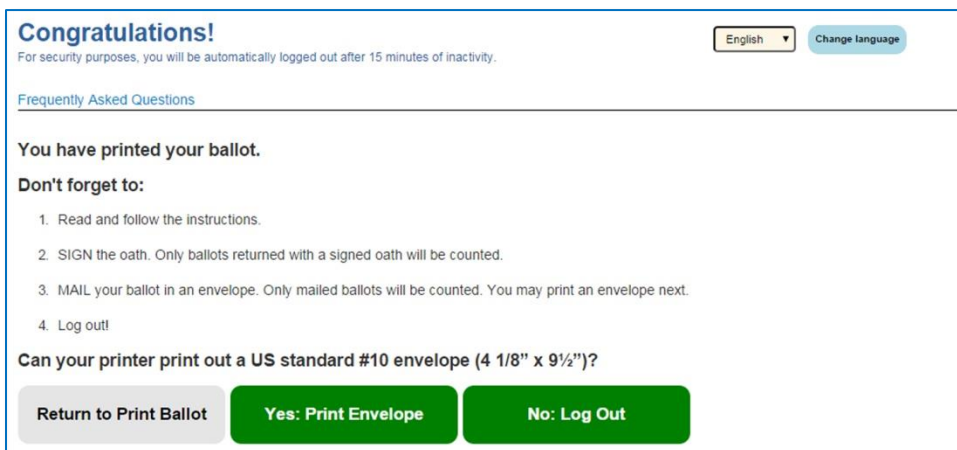 Congratulations!
English ▼ Change language
For security purposes, you will be automatically logged out after 15 minutes of inactivity.
Frequently Asked Questions
You have printed your ballot.
Don't forget to:
1. Read and follow the instructions.
2. SIGN the oath. Only ballots returned with a signed oath will be counted.
3. MAIL your ballot in an envelope. Only mailed ballots will be counted. You may print an envelope next.
4. Log out!
Can your printer print out a US standard #10 envelope (4 1/8” x 9½”)?
Return to Print Ballot Yes: Print Envelope No: Log Out